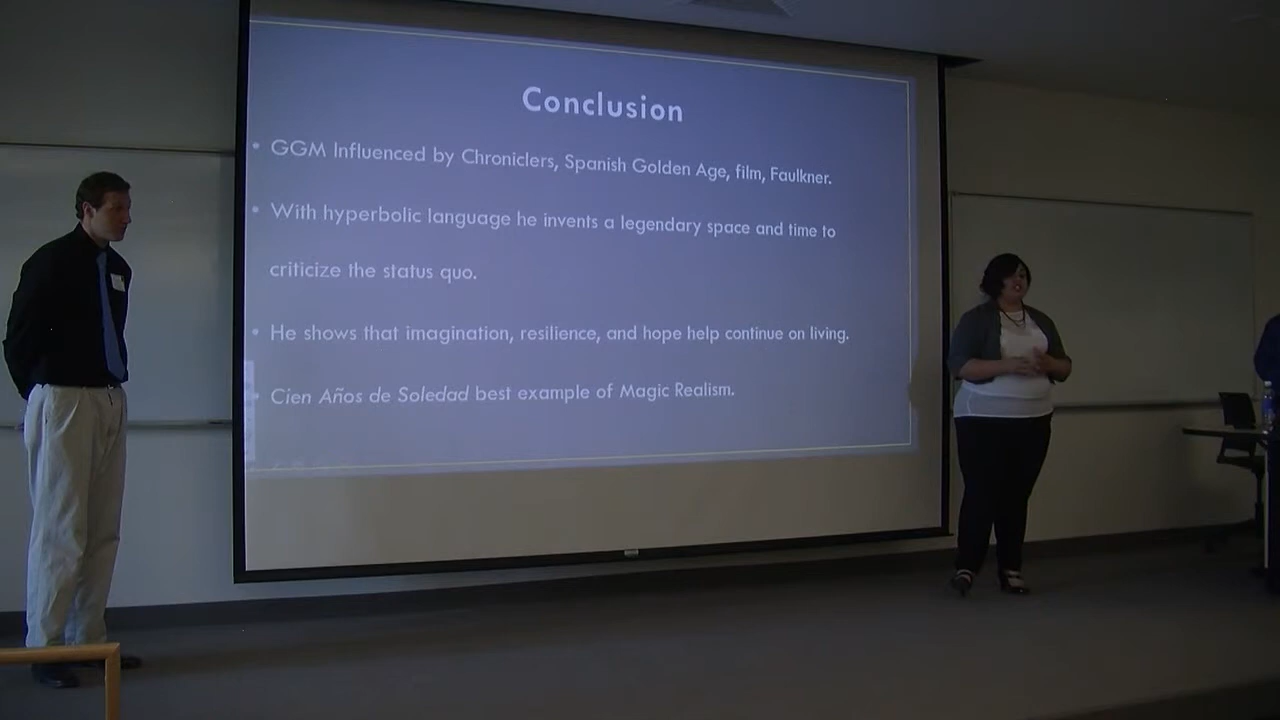 Conclusion
• GGM Influenced by Chroniclers, Spanish Golden Age, film, Faulkner.
• With hyperbolic language he invents a legendary space and time to
criticize the status quo.
• He shows that imagination, resilience, and hope help continue on living.
• Cien Años de Soledad best example of Magic Realism.